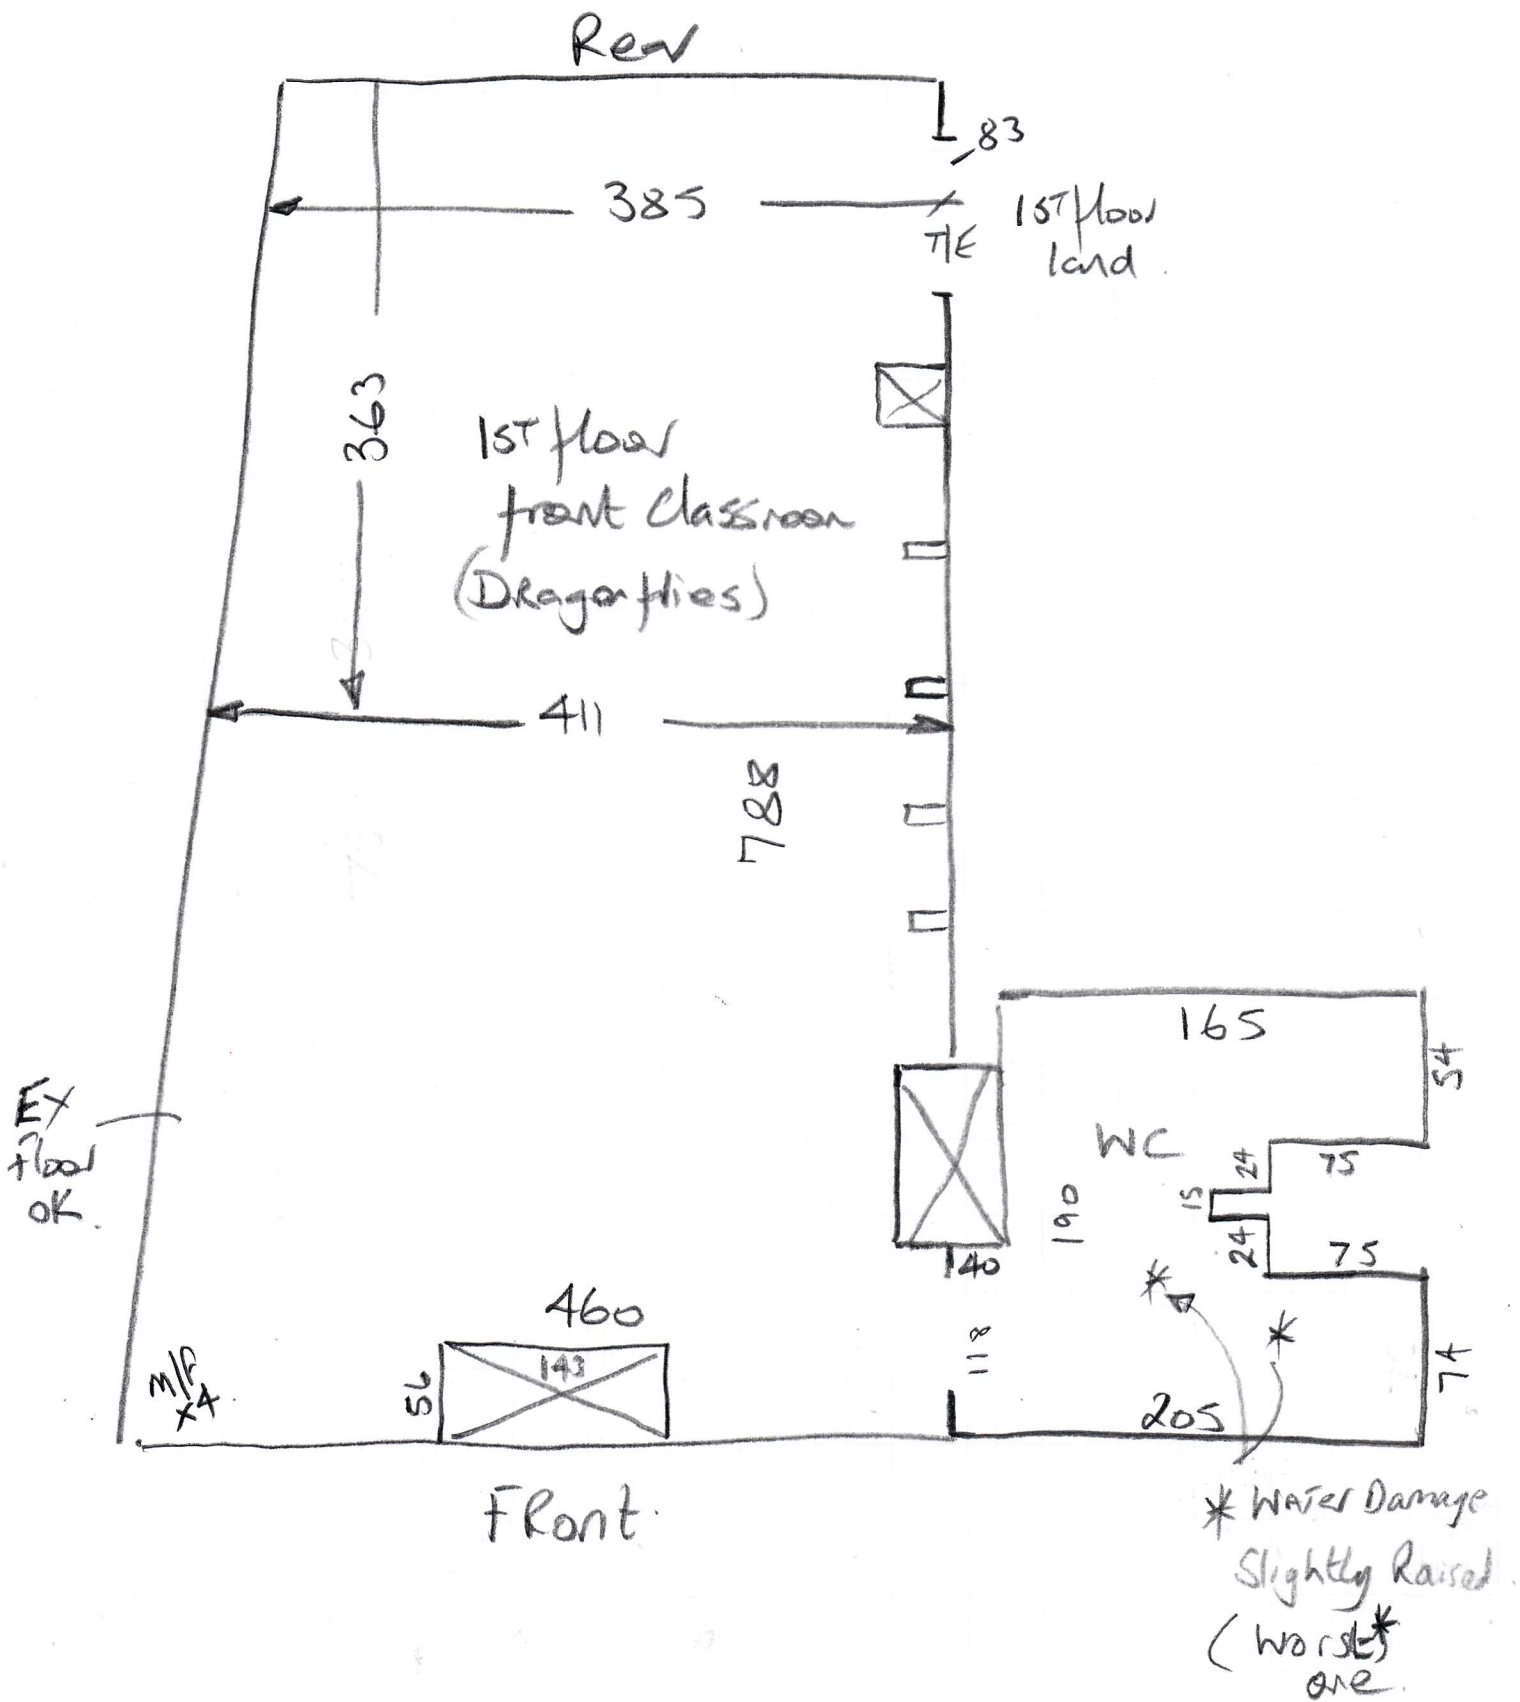 Rear
83
385
1ST floor
land.
T/E
363
1ST floor
front Classroom
(Dragonflies)
411
788
165
54
EX
floor
OK.
WC
24
75
15
190
24
75
140
460
143
56
118
74
M/P
x4
205
FRont.
* Water Damage
Slightly Raised.
(Worst*)
one.